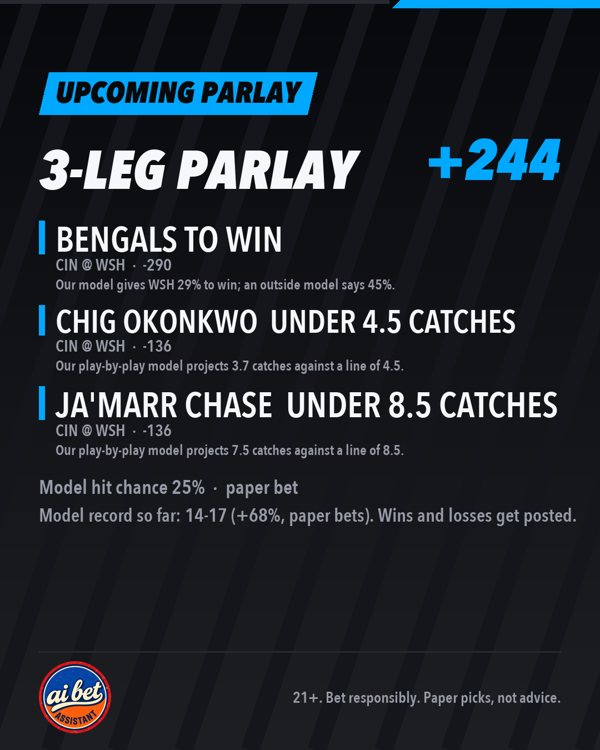 UPCOMING PARLAY
3-LEG PARLAY
+244
BENGALS TO WIN
CIN @ WSH · -290
Our model gives WSH 29% to win; an outside model says 45%.
CHIG OKONKWO UNDER 4.5 CATCHES
CIN @ WSH · -136
Our play-by-play model projects 3.7 catches against a line of 4.5.
JA'MARR CHASE UNDER 8.5 CATCHES
CIN @ WSH · -136
Our play-by-play model projects 7.5 catches against a line of 8.5.
Model hit chance 25% · paper bet
Model record so far: 14-17 (+68%, paper bets). Wins and losses get posted.
ai bet
ASSISTANT
21+. Bet responsibly. Paper picks, not advice.